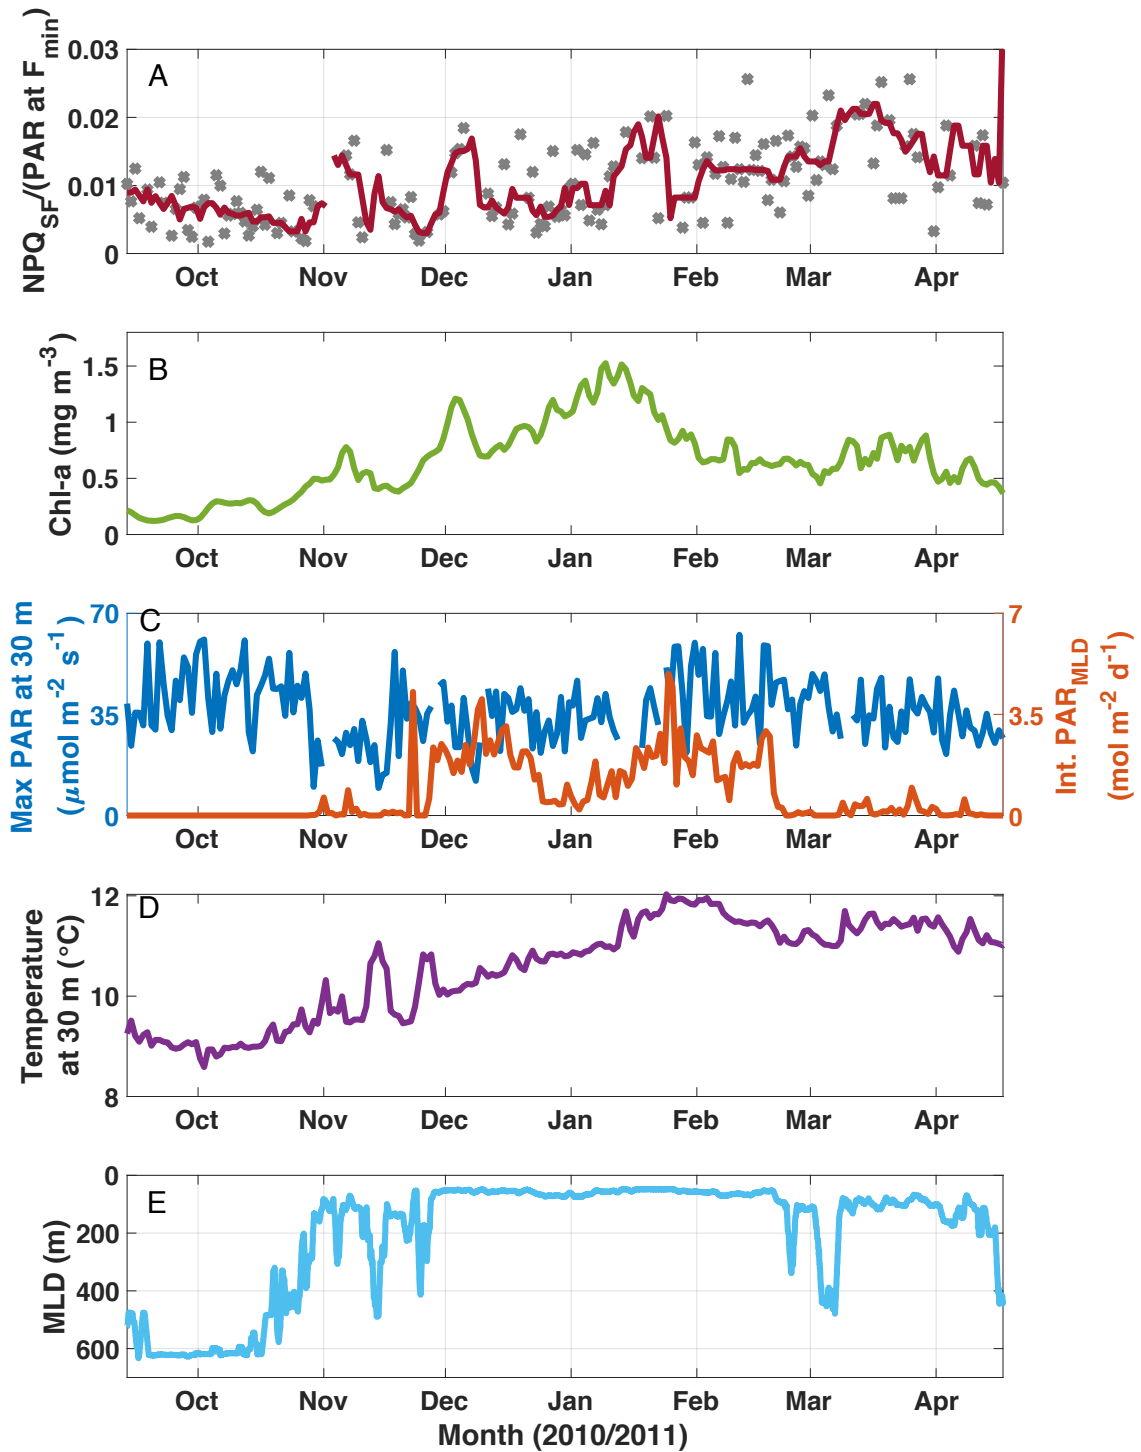 NPQ_SF/(PAR at F_min)
0.03
0.02
0.01
0
A
Oct Nov Dec Jan Feb Mar Apr
Chl-a (mg m^-3)
1.5
1
0.5
0
B
Oct Nov Dec Jan Feb Mar Apr
Max PAR at 30 m
(μmol m^-2 s^-1)
70
35
0
C
7
3.5
0
Int. PAR_MLD
(mol m^-2 d^-1)
Oct Nov Dec Jan Feb Mar Apr
Temperature
at 30 m (°C)
12
10
8
D
Oct Nov Dec Jan Feb Mar Apr
MLD (m)
0
200
400
600
E
Oct Nov Dec Jan Feb Mar Apr
Month (2010/2011)